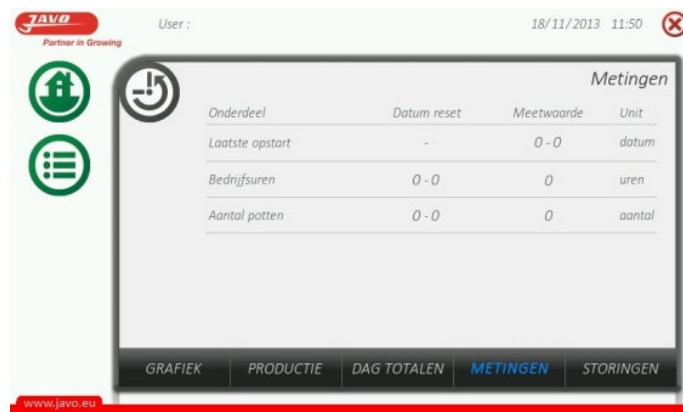 JAVO
Partner in Growing
User :
18/11/2013 11:50
Metingen
Onderdeel Datum reset Meetwaarde Unit
Laatste opstart - 0 - 0 datum
Bedrijfsuren 0 - 0 0 uren
Aantal potten 0 - 0 0 aantal
GRAFIEK PRODUCTIE DAG TOTALEN METINGEN STORINGEN
www.javo.eu